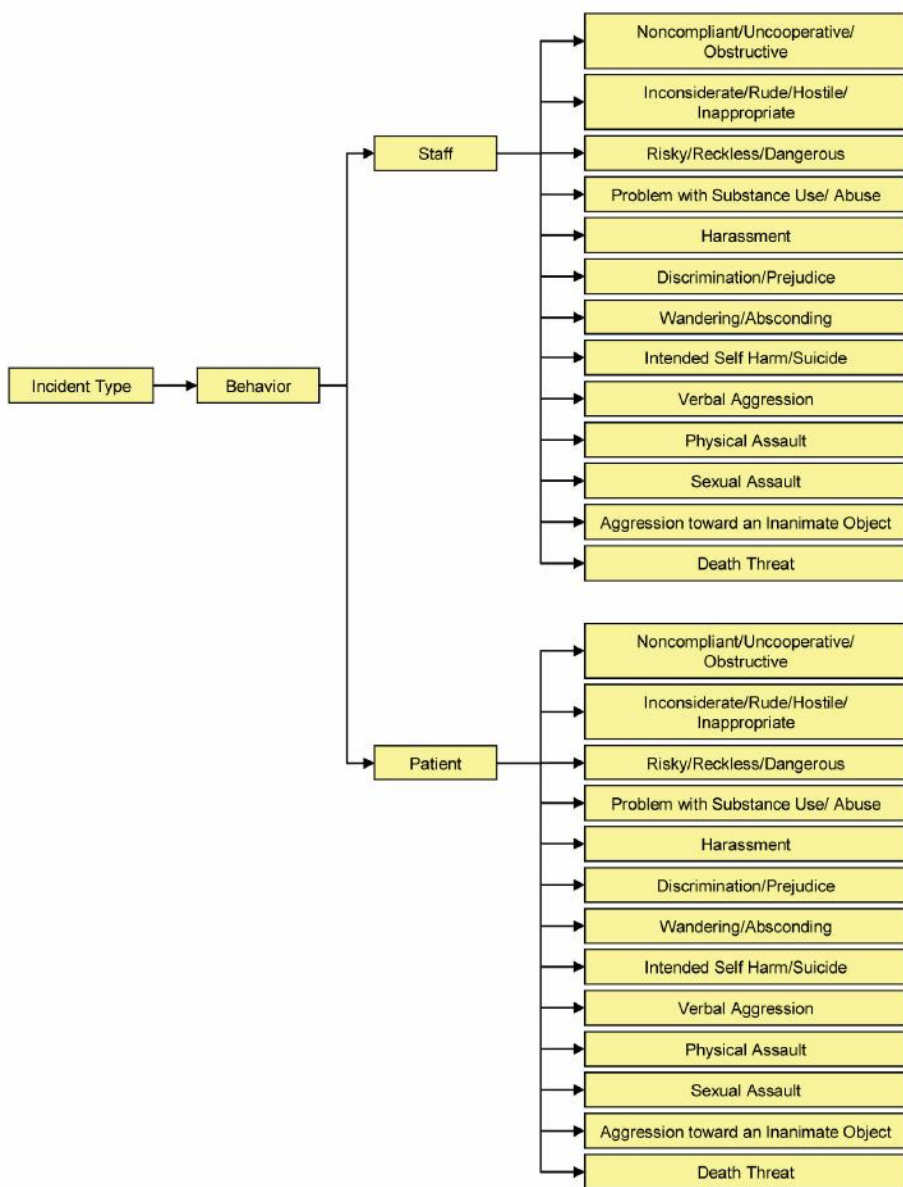 Noncompliant/Uncooperative/
Obstructive
Inconsiderate/Rude/Hostile/
Inappropriate
Staff
Risky/Reckless/Dangerous
Problem with Substance Use/ Abuse
Harassment
Discrimination/Prejudice
Wandering/Absconding
Intended Self Harm/Suicide
Incident Type
Behavior
Verbal Aggression
Physical Assault
Sexual Assault
Aggression toward an Inanimate Object
Death Threat
Noncompliant/Uncooperative/
Obstructive
Inconsiderate/Rude/Hostile/
Inappropriate
Patient
Risky/Reckless/Dangerous
Problem with Substance Use/ Abuse
Harassment
Discrimination/Prejudice
Wandering/Absconding
Intended Self Harm/Suicide
Verbal Aggression
Physical Assault
Sexual Assault
Aggression toward an Inanimate Object
Death Threat